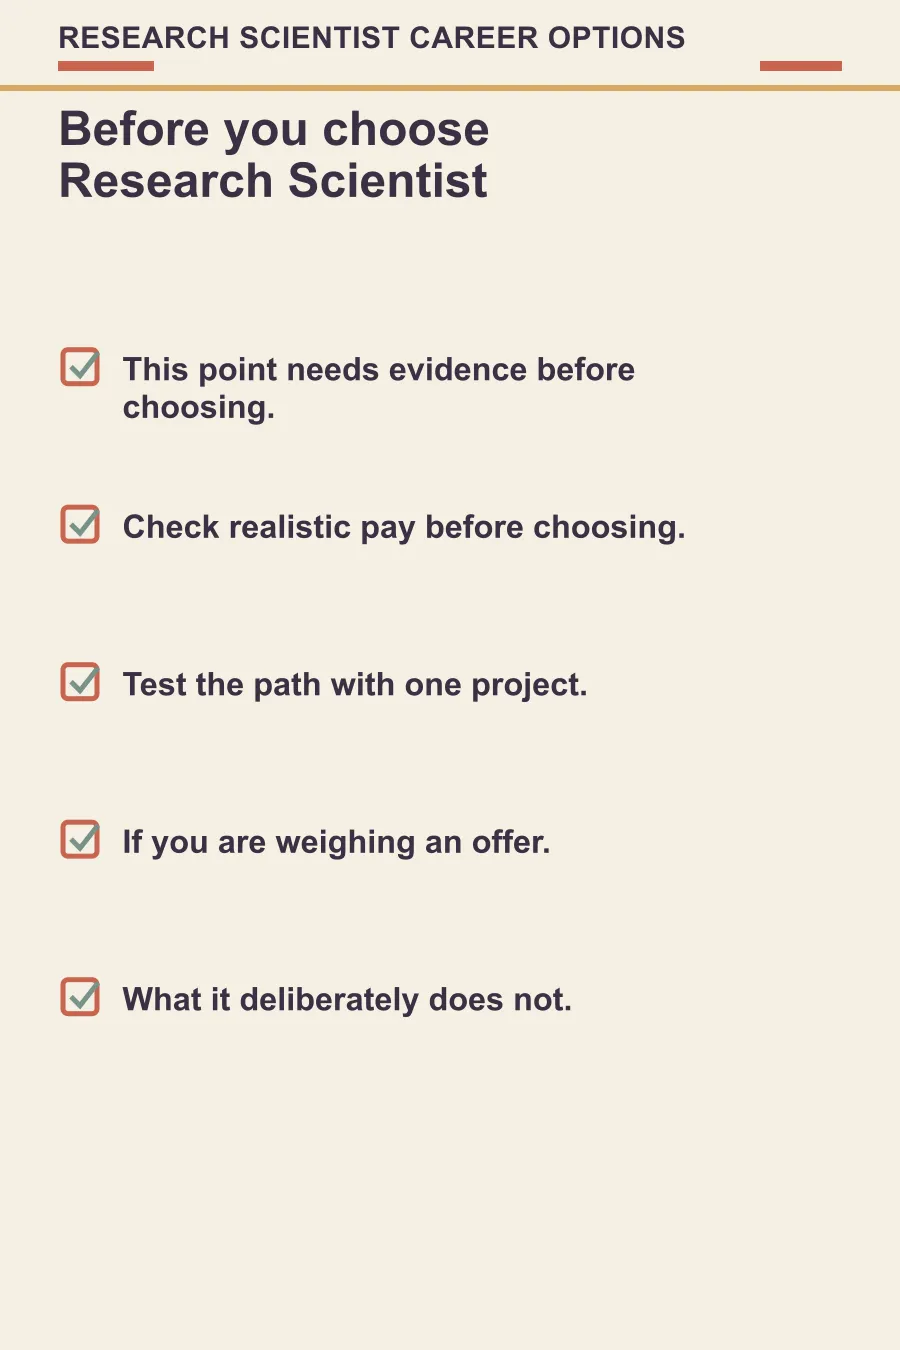 RESEARCH SCIENTIST CAREER OPTIONS
Before you choose
Research Scientist
This point needs evidence before
choosing.
Check realistic pay before choosing.
Test the path with one project.
If you are weighing an offer.
What it deliberately does not.